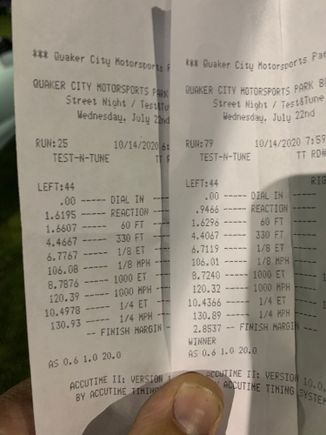 *** Quaker City Motorsports
QUAKER CITY MOTORSPORTS PARK
Street Night / Test&Tune
Wednesday, July 22nd
RUN:25 10/14/2020
TEST-N-TUNE TT
LEFT:44
.00 ----- DIAL IN
1.6195 ----- REACTION
1.6607 ----- 60 FT
4.4667 ----- 330 FT
6.7767 ----- 1/8 ET
106.08 ----- 1/8 MPH
8.7876 ----- 1000 ET
120.39 ----- 1000 MPH
10.4978 ----- 1/4 ET
130.93 ----- 1/4 MPH
-- FINISH MARGIN
AS 0.6 1.0 20.0
ACCUTIME II: VERSION
BY ACCUTIME TIMING
*** Quaker City Motorsports
QUAKER CITY MOTORSPORTS PARK
Street Night / Test&Tune
Wednesday, July 22nd
RUN:79 10/14/2020 7:59
TEST-N-TUNE TT RD#
LEFT:44 RIG
.00 ----- DIAL IN
.9466 ----- REACTION
1.6296 ----- 60 FT
4.4067 ----- 330 FT
6.7119 ----- 1/8 ET
106.01 ----- 1/8 MPH
8.7240 ----- 1000 ET
120.32 ----- 1000 MPH
10.4366 ----- 1/4 ET
130.89 ----- 1/4 MPH
2.8537 -- FINISH MARGIN
WINNER
AS 0.6 1.0 20.0
ACCUTIME II: VERSION 10.0
BY ACCUTIME TIMING SYSTEM